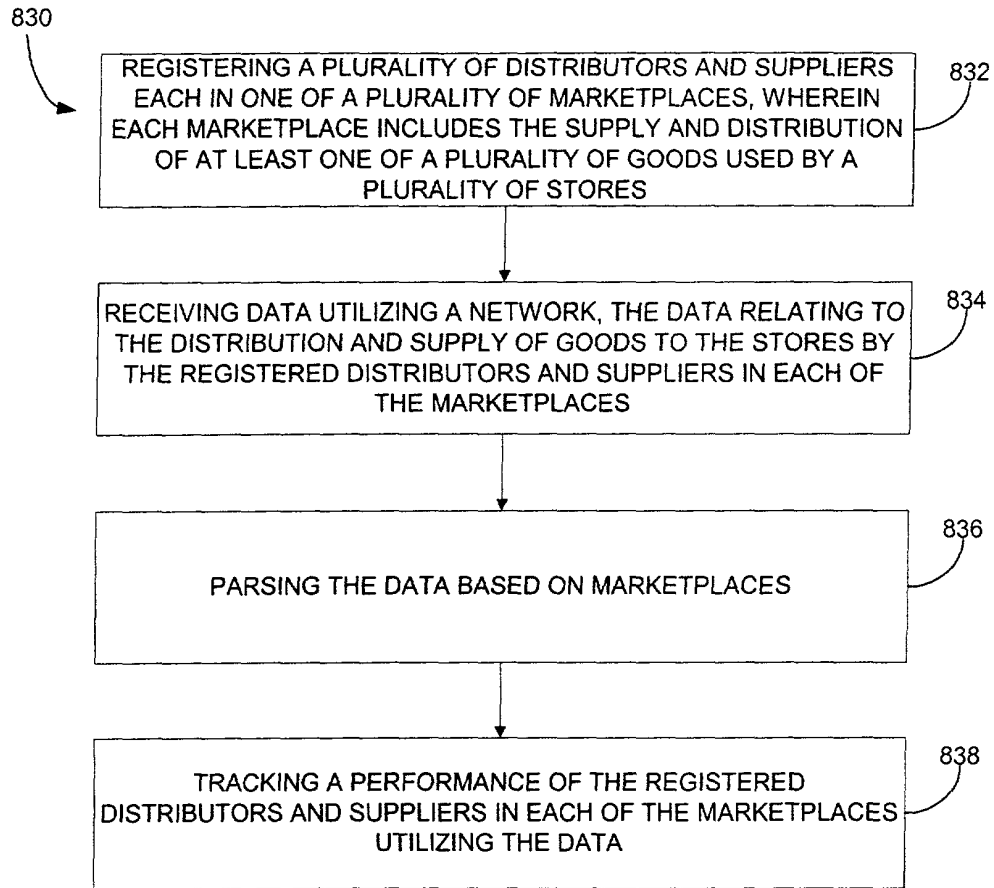 830
REGISTERING A PLURALITY OF DISTRIBUTORS AND SUPPLIERS
EACH IN ONE OF A PLURALITY OF MARKETPLACES, WHEREIN
EACH MARKETPLACE INCLUDES THE SUPPLY AND DISTRIBUTION
OF AT LEAST ONE OF A PLURALITY OF GOODS USED BY A
PLURALITY OF STORES
832
RECEIVING DATA UTILIZING A NETWORK, THE DATA RELATING TO
THE DISTRIBUTION AND SUPPLY OF GOODS TO THE STORES BY
THE REGISTERED DISTRIBUTORS AND SUPPLIERS IN EACH OF
THE MARKETPLACES
834
PARSING THE DATA BASED ON MARKETPLACES
836
TRACKING A PERFORMANCE OF THE REGISTERED
DISTRIBUTORS AND SUPPLIERS IN EACH OF THE MARKETPLACES
UTILIZING THE DATA
838